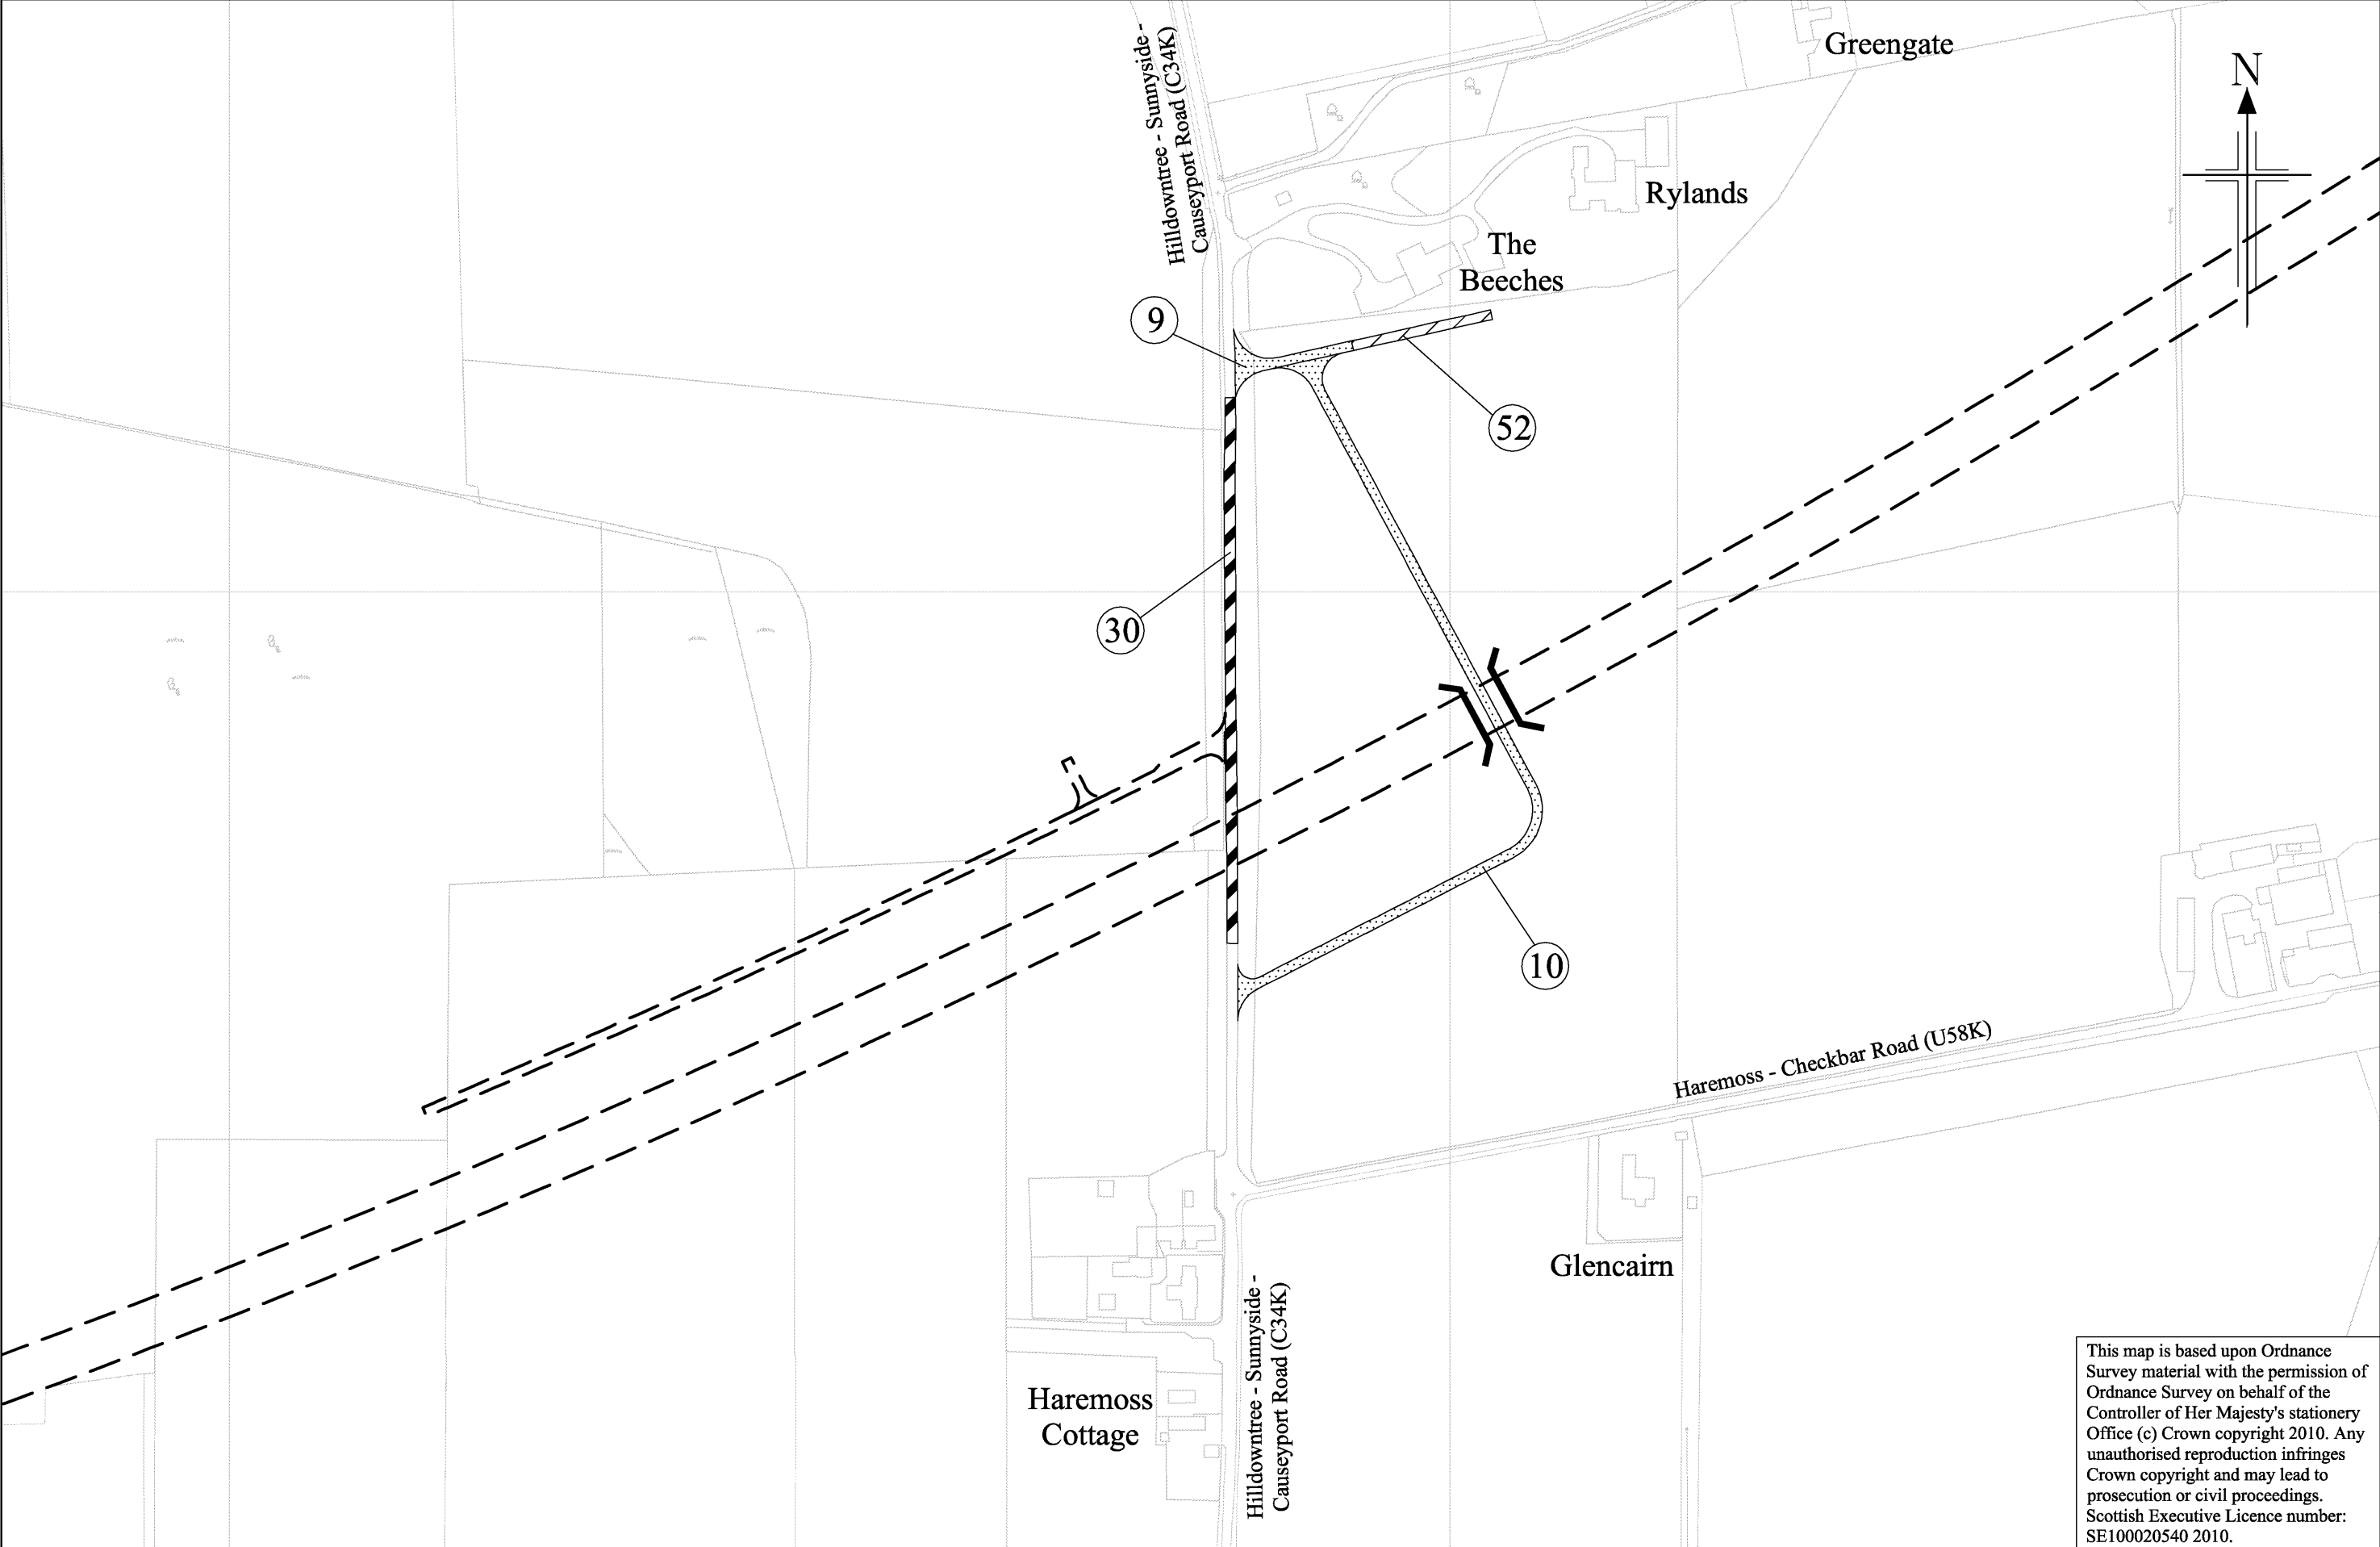 Hilldowntree - Sunnyside -
Causeyport Road (C34K)
Greengate
N
Rylands
The
Beeches
9
52
30
10
Haremoss - Checkbar Road (U58K)
Glencairn
Hilldowntree - Sunnyside -
Causeyport Road (C34K)
Haremoss
Cottage
This map is based upon Ordnance
Survey material with the permission of
Ordnance Survey on behalf of the
Controller of Her Majesty's stationery
Office (c) Crown copyright 2010. Any
unauthorised reproduction infringes
Crown copyright and may lead to
prosecution or civil proceedings.
Scottish Executive Licence number:
SE100020540 2010.